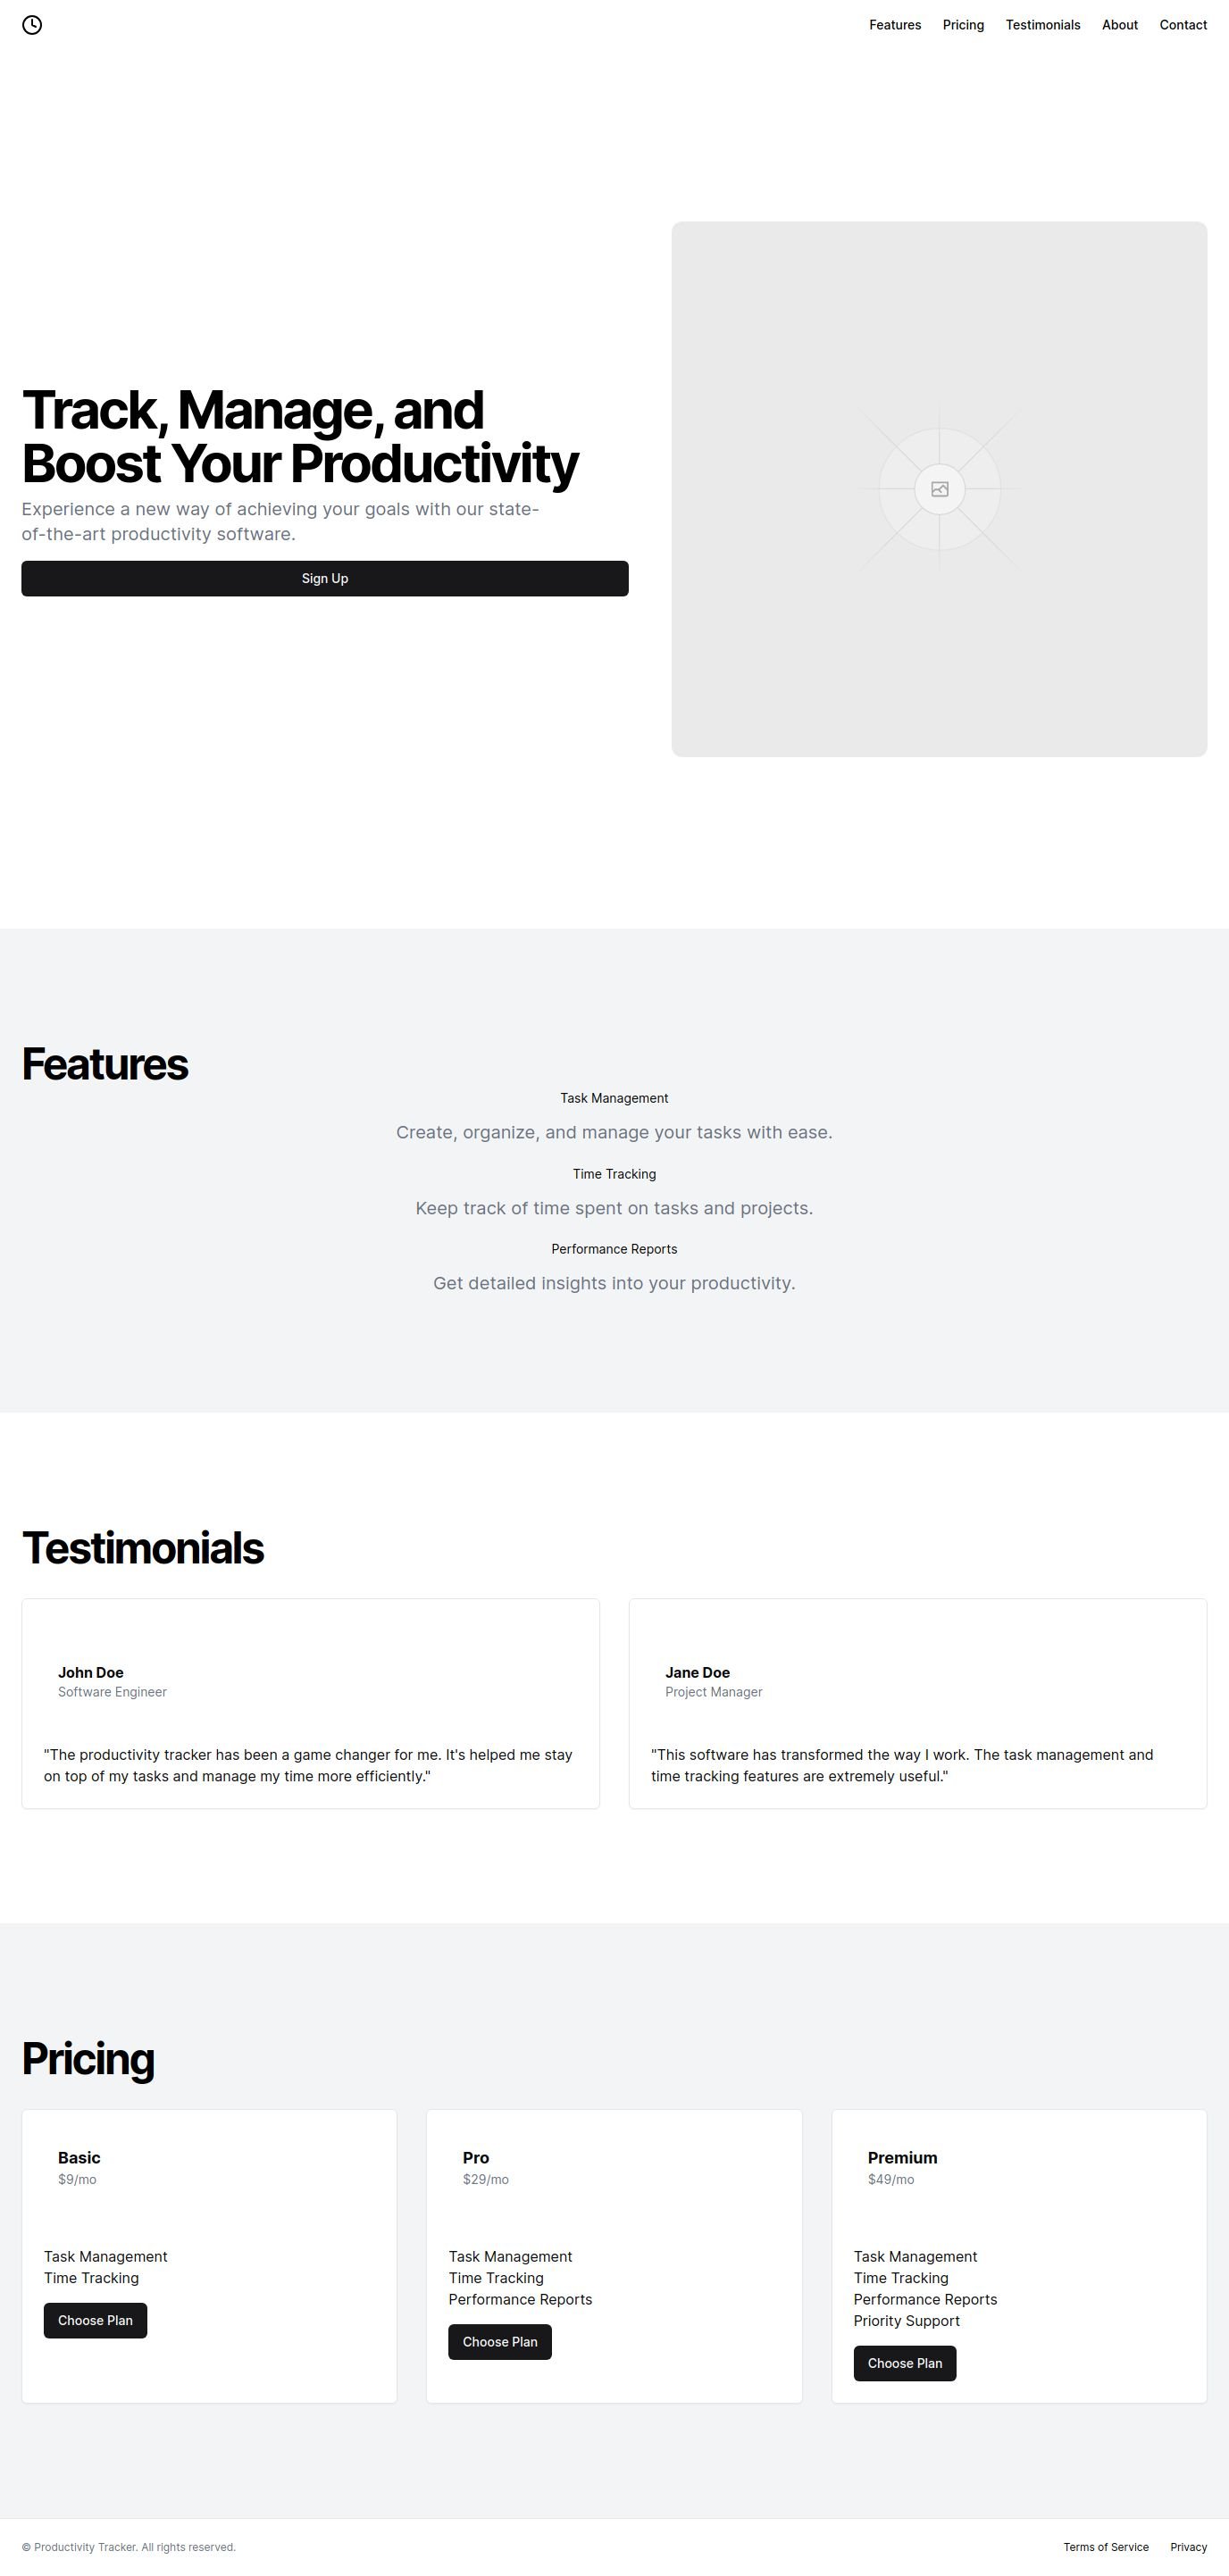 Features Pricing Testimonials About Contact
Track, Manage, and
Boost Your Productivity
Experience a new way of achieving your goals with our state-
of-the-art productivity software.
Sign Up
Features
Task Management
Create, organize, and manage your tasks with ease.
Time Tracking
Keep track of time spent on tasks and projects.
Performance Reports
Get detailed insights into your productivity.
Testimonials
John Doe
Software Engineer
"The productivity tracker has been a game changer for me. It's helped me stay
on top of my tasks and manage my time more efficiently."
Jane Doe
Project Manager
"This software has transformed the way I work. The task management and
time tracking features are extremely useful."
Pricing
Basic
$9/mo
Task Management
Time Tracking
Choose Plan
Pro
$29/mo
Task Management
Time Tracking
Performance Reports
Choose Plan
Premium
$49/mo
Task Management
Time Tracking
Performance Reports
Priority Support
Choose Plan
© Productivity Tracker. All rights reserved.
Terms of Service Privacy